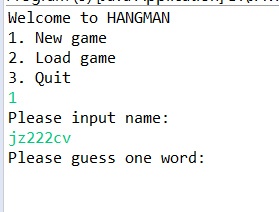 Welcome to HANGMAN
1. New game
2. Load game
3. Quit
1
Please input name:
jz222cv
Please guess one word: